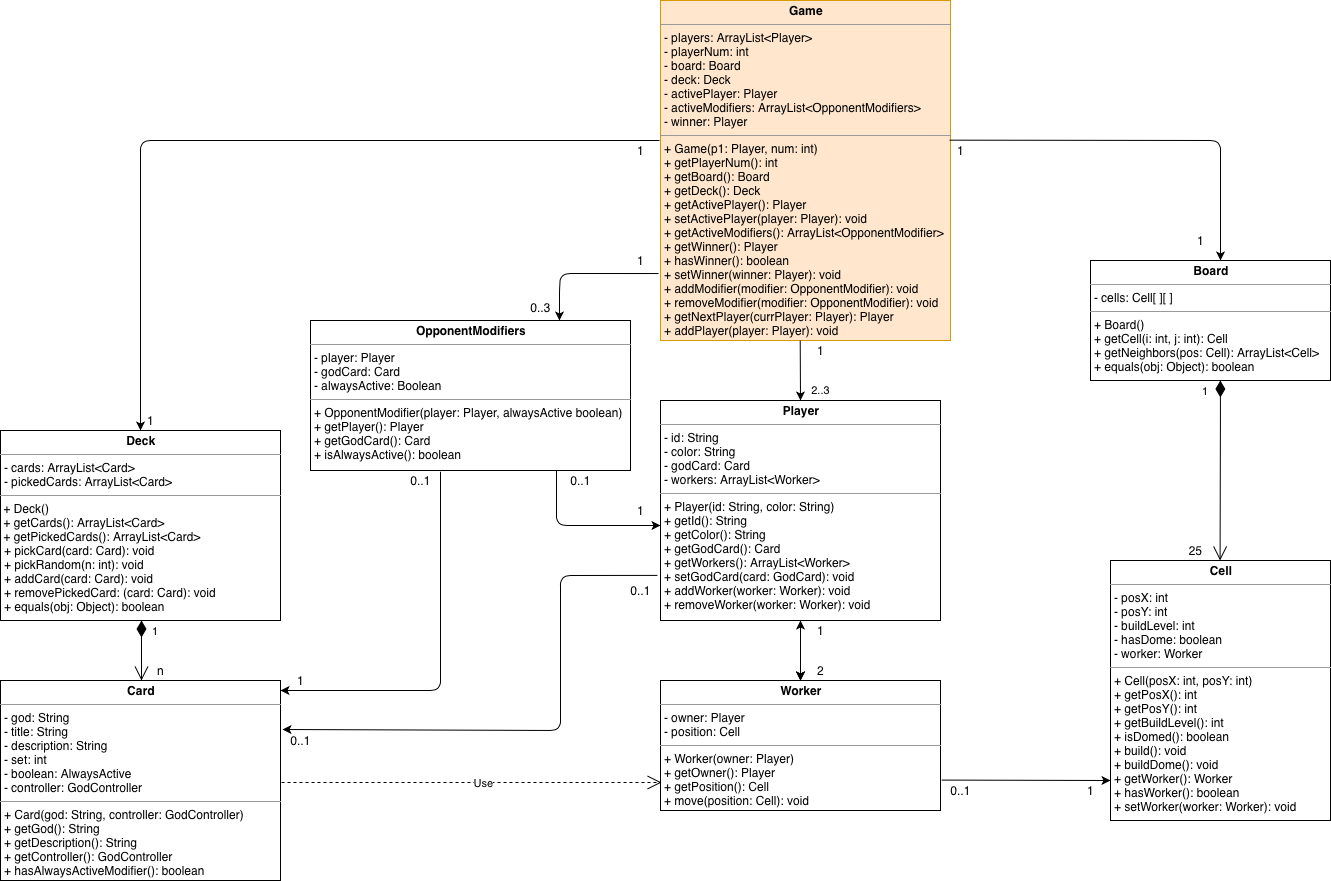 Game
- players: ArrayList<Player>
- playerNum: int
- board: Board
- deck: Deck
- activePlayer: Player
- activeModifiers: ArrayList<OpponentModifiers>
- winner: Player
+ Game(p1: Player, num: int)
+ getPlayerNum(): int
+ getBoard(): Board
+ getDeck(): Deck
+ getActivePlayer(): Player
+ setActivePlayer(player: Player): void
+ getActiveModifiers(): ArrayList<OpponentModifier>
+ getWinner(): Player
+ hasWinner(): boolean
+ setWinner(winner: Player): void
+ addModifier(modifier: OpponentModifier): void
+ removeModifier(modifier: OpponentModifier): void
+ getNextPlayer(currPlayer: Player): Player
+ addPlayer(player: Player): void
1
1
1
1
0..3
1
1
2..3
1
OpponentModifiers
- player: Player
- godCard: Card
- alwaysActive: Boolean
+ OpponentModifier(player: Player, alwaysActive boolean)
+ getPlayer(): Player
+ getGodCard(): Card
+ isAlwaysActive(): boolean
0..1
0..1
1
Board
- cells: Cell[ ][ ]
+ Board()
+ getCell(i: int, j: int): Cell
+ getNeighbors(pos: Cell): ArrayList<Cell>
+ equals(obj: Object): boolean
1
25
Player
- id: String
- color: String
- godCard: Card
- workers: ArrayList<Worker>
+ Player(id: String, color: String)
+ getId(): String
+ getColor(): String
+ getGodCard(): Card
+ getWorkers(): ArrayList<Worker>
+ setGodCard(card: GodCard): void
+ addWorker(worker: Worker): void
+ removeWorker(worker: Worker): void
0..1
1
2
Deck
- cards: ArrayList<Card>
- pickedCards: ArrayList<Card>
+ Deck()
+ getCards(): ArrayList<Card>
+ getPickedCards(): ArrayList<Card>
+ pickCard(card: Card): void
+ pickRandom(n: int): void
+ addCard(card: Card): void
+ removePickedCard: (card: Card): void
+ equals(obj: Object): boolean
1
n
1
0..1
Card
- god: String
- title: String
- description: String
- set: int
- boolean: AlwaysActive
- controller: GodController
+ Card(god: String, controller: GodController)
+ getGod(): String
+ getDescription(): String
+ getController(): GodController
+ hasAlwaysActiveModifier(): boolean
Use
Worker
- owner: Player
- position: Cell
+ Worker(owner: Player)
+ getOwner(): Player
+ getPosition(): Cell
+ move(position: Cell): void
0..1
1
Cell
- posX: int
- posY: int
- buildLevel: int
- hasDome: boolean
- worker: Worker
+ Cell(posX: int, posY: int)
+ getPosX(): int
+ getPosY(): int
+ getBuildLevel(): int
+ isDomed(): boolean
+ build(): void
+ buildDome(): void
+ getWorker(): Worker
+ hasWorker(): boolean
+ setWorker(worker: Worker): void